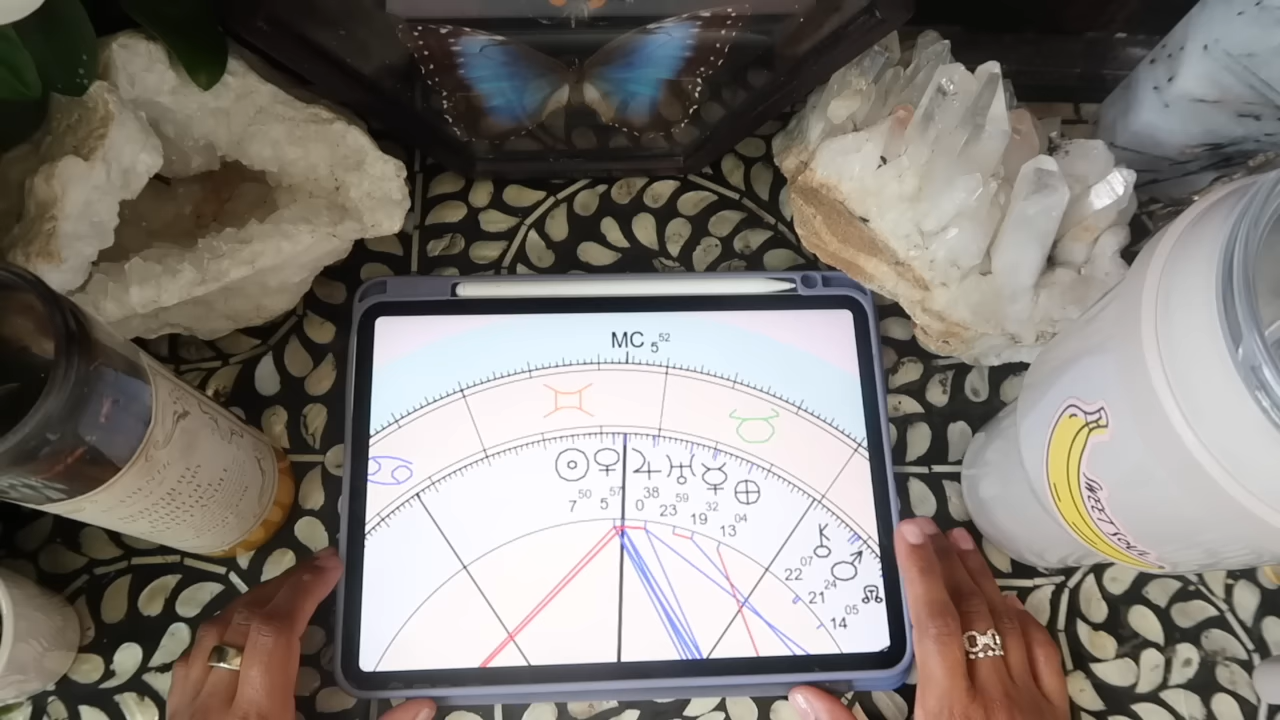 MC 5 52
♊
♉
♋
☉ ♀ ♃ ♅ ☿ ⊕
7 50 5 57 0 38 23 59 19 32 13 04
⚷ ♂ ☊
22 07
21 24
14 05
SWEET SOUL